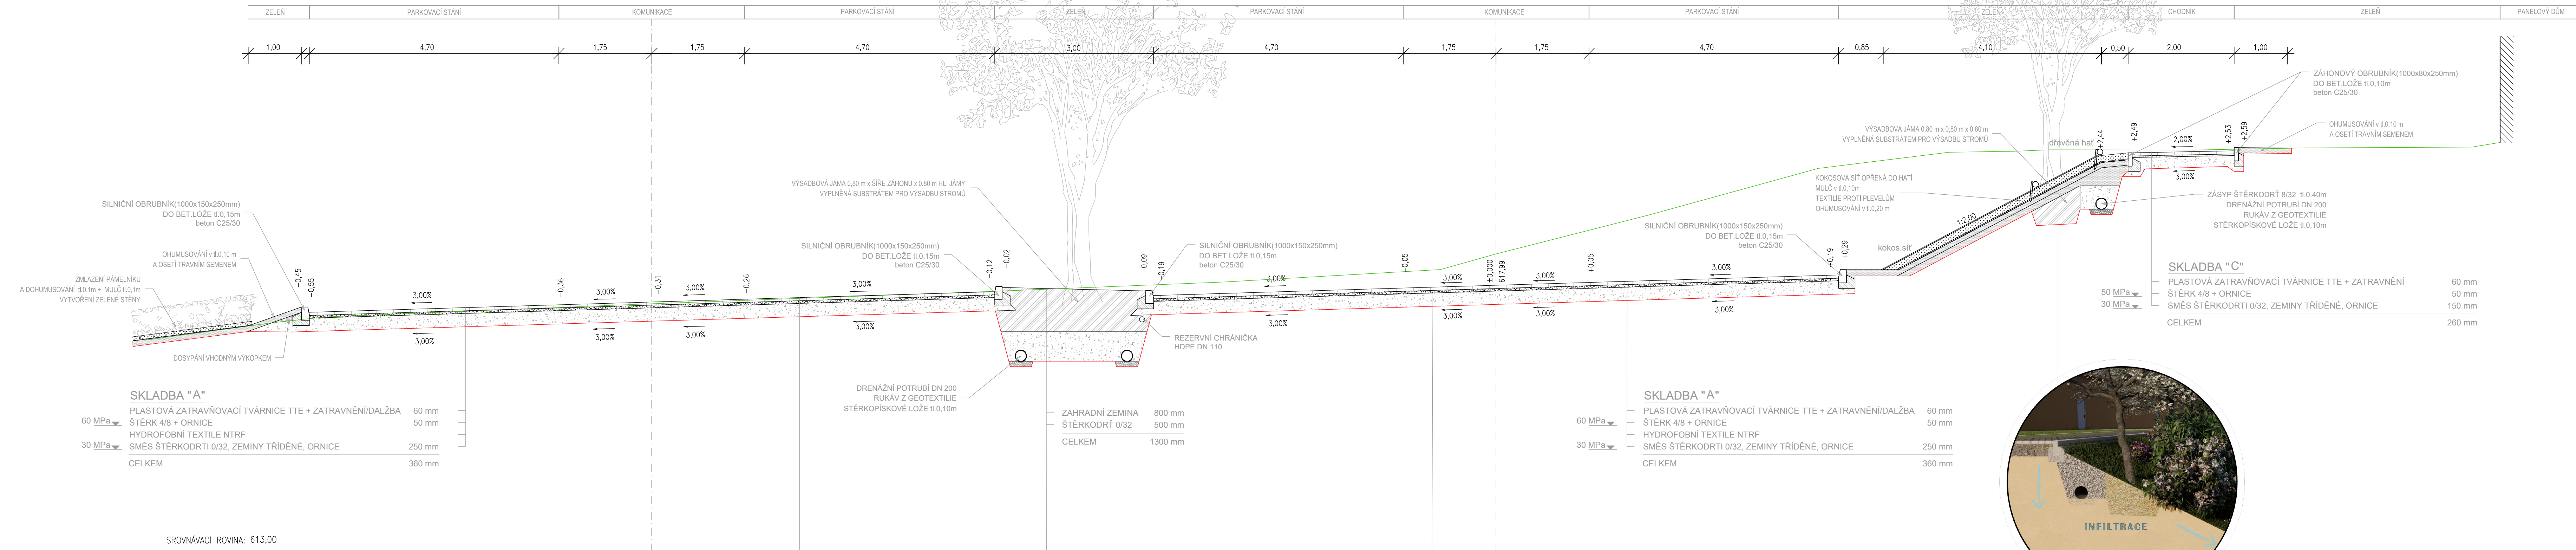 ZELEŇ PARKOVACÍ STÁNÍ KOMUNIKACE PARKOVACÍ STÁNÍ ZELEŇ PARKOVACÍ STÁNÍ KOMUNIKACE PARKOVACÍ STÁNÍ ZELEŇ CHODNÍK ZELEŇ PANELOVÝ DŮM
1,00 4,70 1,75 1,75 4,70 3,00 4,70 1,75 1,75 4,70 0,85 4,10 0,50 2,00 1,00
ZÁHONOVÝ OBRUBNÍK(1000x80x250mm)
DO BET.LOŽE tl.0,10m
beton C25/30
OHUMUSOVÁNÍ v tl.0,10 m
A OSETÍ TRAVNÍM SEMENEM
VÝSADBOVÁ JÁMA 0,80 m x 0,80 m x 0,80 m
VYPLNĚNÁ SUBSTRÁTEM PRO VÝSADBU STROMŮ
dřevěná hať
+2,44
+2,49
2,00%
+2,53
+2,59
3,00%
KOKOSOVÁ SÍŤ OPŘENÁ DO HATÍ
MULČ v tl.0,10m
TEXTILIE PROTI PLEVELŮM
OHUMUSOVÁNÍ v tl.0,20 m
1:2,00
kokos.síť
ZÁSYP ŠTĚRKODRŤ 8/32 tl.0.40m
DRENÁŽNÍ POTRUBÍ DN 200
RUKÁV Z GEOTEXTILIE
STĚRKOPÍSKOVÉ LOŽE tl.0,10m
VÝSADBOVÁ JÁMA 0,80 m x ŠÍŘE ZÁHONU x 0,80 m HL. JÁMY
VYPLNĚNÁ SUBSTRÁTEM PRO VÝSADBU STROMŮ
SILNIČNÍ OBRUBNÍK(1000x150x250mm)
DO BET.LOŽE tl.0,15m
beton C25/30
OHUMUSOVÁNÍ v tl.0,10 m
A OSETÍ TRAVNÍM SEMENEM
ZMLAZENÍ PÁMELNÍKU
A DOHUMUSOVÁNÍ tl.0,1m + MULČ tl.0,1m
VYTVOŘENÍ ZELENÉ STĚNY
DOSYPÁNÍ VHODNÝM VÝKOPKEM
SILNIČNÍ OBRUBNÍK(1000x150x250mm)
DO BET.LOŽE tl.0,15m
beton C25/30
SILNIČNÍ OBRUBNÍK(1000x150x250mm)
DO BET.LOŽE tl.0,15m
beton C25/30
SILNIČNÍ OBRUBNÍK(1000x150x250mm)
DO BET.LOŽE tl.0,15m
beton C25/30
−0,45 −0,55 −0,36 −0,31 −0,26 −0,12 −0,02 −0,09 −0,19 −0,05 ±0,000 617,99 +0,05 +0,19 +0,29
3,00% 3,00% 3,00% 3,00% 3,00% 3,00% 3,00% 3,00%
3,00% 3,00% 3,00% 3,00% 3,00% 3,00% 3,00% 3,00%
REZERVNÍ CHRÁNIČKA
HDPE DN 110
DRENÁŽNÍ POTRUBÍ DN 200
RUKÁV Z GEOTEXTILIE
STĚRKOPÍSKOVÉ LOŽE tl.0,10m
ZAHRADNÍ ZEMINA 800 mm
ŠTĚRKODRŤ 0/32 500 mm
CELKEM 1300 mm
SKLADBA "A"
PLASTOVÁ ZATRAVŇOVACÍ TVÁRNICE TTE + ZATRAVNĚNÍ/DALŽBA 60 mm
60 MPa ŠTĚRK 4/8 + ORNICE 50 mm
HYDROFOBNÍ TEXTILE NTRF
30 MPa SMĚS ŠTĚRKODRTI 0/32, ZEMINY TŘÍDĚNÉ, ORNICE 250 mm
CELKEM 360 mm
SKLADBA "A"
PLASTOVÁ ZATRAVŇOVACÍ TVÁRNICE TTE + ZATRAVNĚNÍ/DALŽBA 60 mm
60 MPa ŠTĚRK 4/8 + ORNICE 50 mm
HYDROFOBNÍ TEXTILE NTRF
30 MPa SMĚS ŠTĚRKODRTI 0/32, ZEMINY TŘÍDĚNÉ, ORNICE 250 mm
CELKEM 360 mm
SKLADBA "C"
PLASTOVÁ ZATRAVŇOVACÍ TVÁRNICE TTE + ZATRAVNĚNÍ 60 mm
50 MPa ŠTĚRK 4/8 + ORNICE 50 mm
30 MPa SMĚS ŠTĚRKODRTI 0/32, ZEMINY TŘÍDĚNÉ, ORNICE 150 mm
CELKEM 260 mm
INFILTRACE
SROVNÁVACÍ ROVINA: 613,00